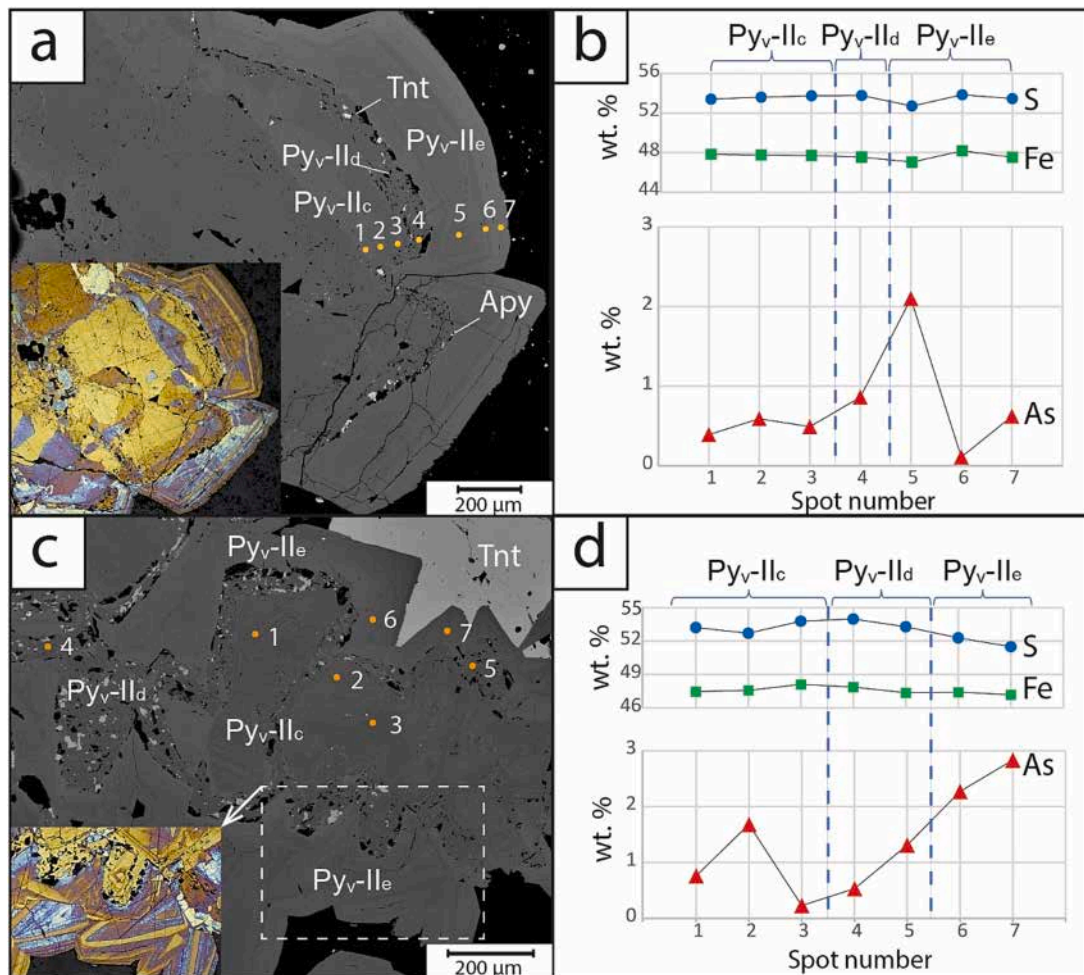 a
Tnt
Pyv-IIe
Pyv-IId
Pyv-IIc
1 2 3 4 5 6 7
Apy
200 µm
b
Pyv-IIc Pyv-IId Pyv-IIe
56
52
48
44
wt. %
S
Fe
3
2
1
0
wt. %
As
1 2 3 4 5 6 7
Spot number
c
Pyv-IIe
Tnt
4
1
6
7
5
2
Pyv-IId
Pyv-IIc
3
Pyv-IIe
200 µm
d
Pyv-IIc Pyv-IId Pyv-IIe
55
52
49
46
wt. %
S
Fe
3
2
1
0
wt. %
As
1 2 3 4 5 6 7
Spot number